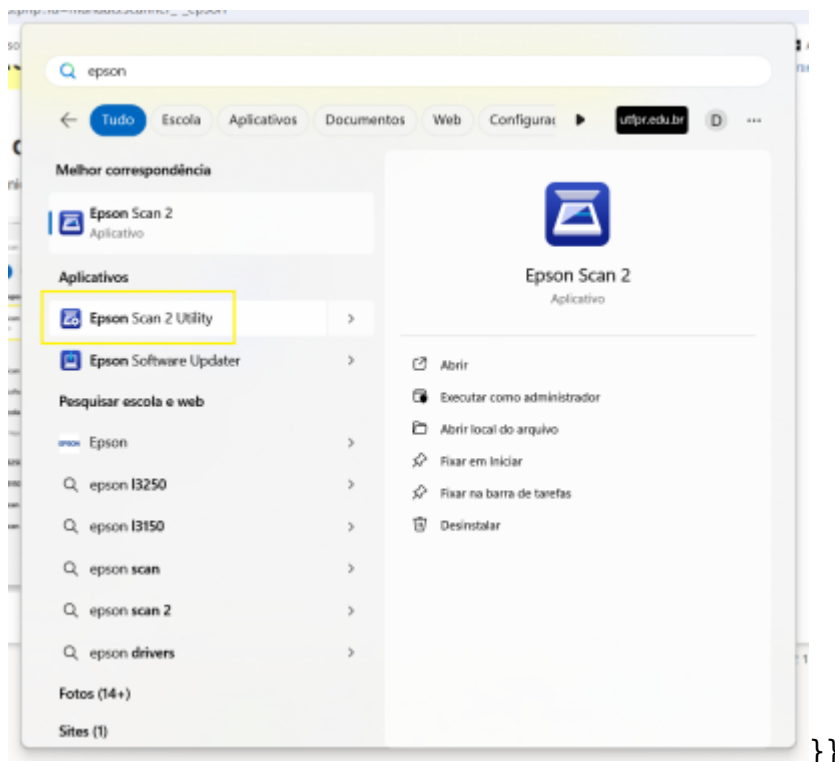 epson
Tudo Escola Aplicativos Documentos Web utfpr.edu.br D ...
Melhor correspondência
Epson Scan 2
Aplicativo
Epson Scan 2
Aplicativo
Aplicativos
Epson Scan 2 Utility
Epson Software Updater
Pesquisar escola e web
Epson
epson l3250
epson l3150
epson scan
epson scan 2
epson drivers
Fotos (14+)
Sites (1)
Abrir
Executar como administrador
Abrir local do arquivo
Fixar em Iniciar
Fixar na barra de tarefas
Desinstalar
}}